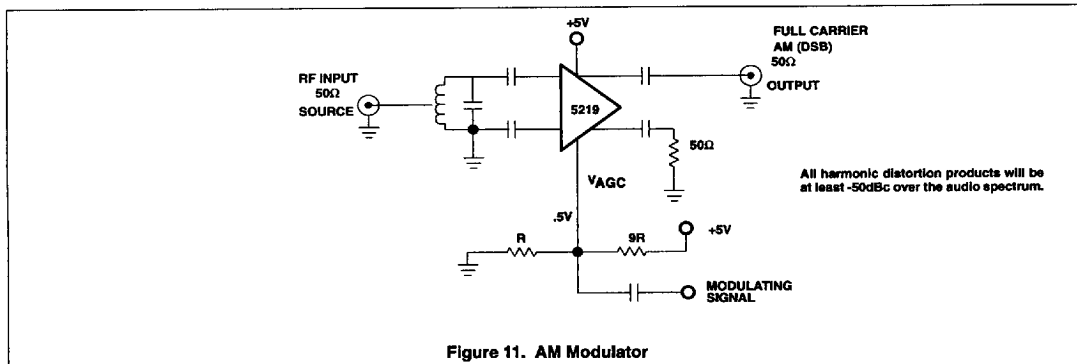 +5V
FULL CARRIER
AM (DSB)
50Ω
OUTPUT
RF INPUT
50Ω
SOURCE
5219
50Ω
All harmonic distortion products will be
at least -50dBc over the audio spectrum.
VAGC
.5V
R
9R
+5V
MODULATING
SIGNAL
Figure 11. AM Modulator